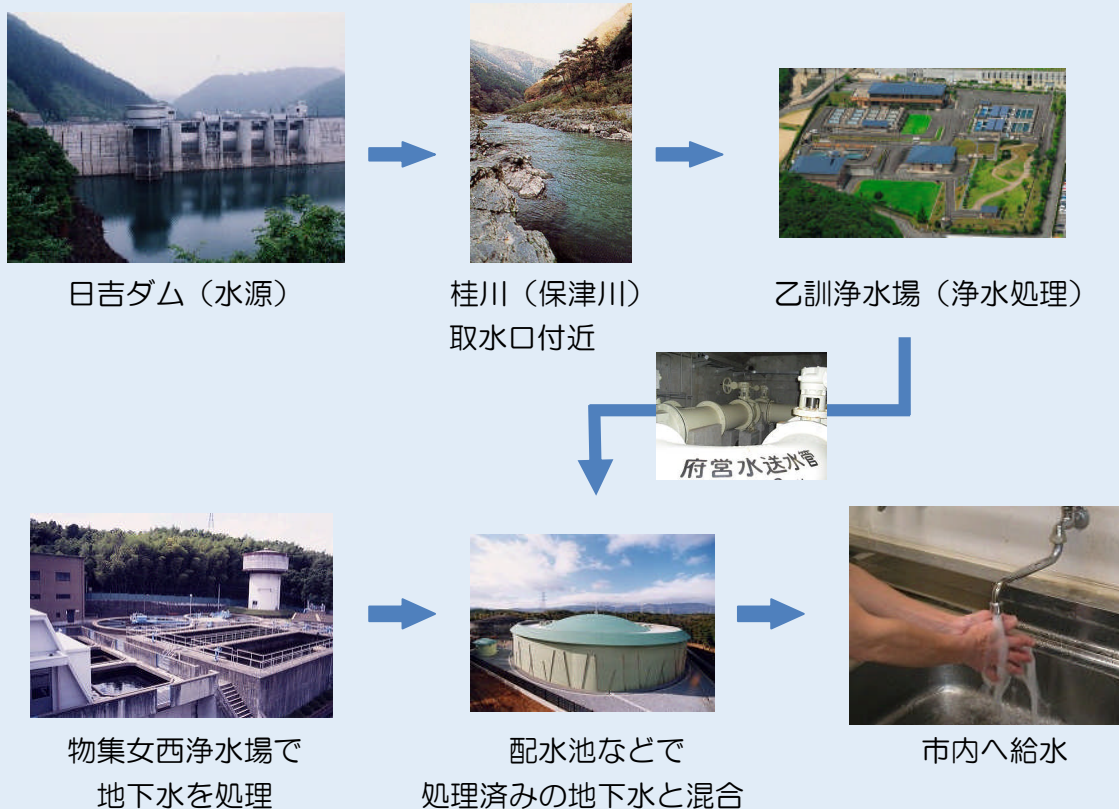 日吉ダム（水源）
桂川（保津川）
取水口付近
乙訓浄水場（浄水処理）
府営水送水管
物集女西浄水場で
地下水を処理
配水池などで
処理済みの地下水と混合
市内へ給水